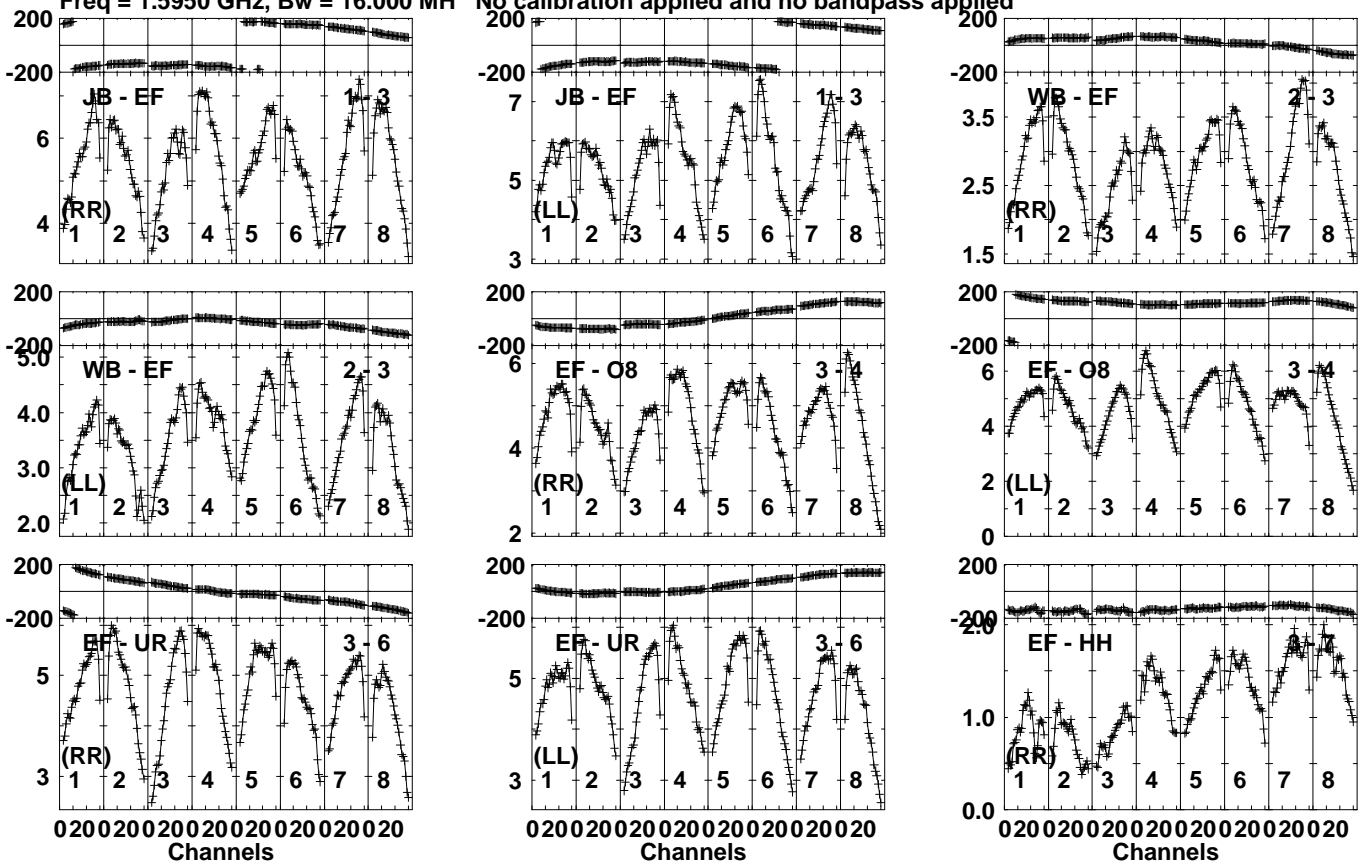 Freq = 1.5950 GHz, Bw = 16.000 MH No calibration applied and no bandpass applied
200 200 200
-200 -200 -200
JB - EF 1 - 3 JB - EF 1 - 3 WB - EF 2 - 3
7 3.5
6
5 2.5
(RR) (LL) (RR)
4
1 2 3 4 5 6 7 8 1 2 3 4 5 6 7 8 1 2 3 4 5 6 7 8
3 1.5
200 200 200
-200 -200 -200
5.0 6
WB - EF 2 - 3 EF - O8 3 - 4 EF - O8 3 - 4
6
4.0
4 4
3.0
(LL) (RR) (LL)
2
1 2 3 4 5 6 7 8 1 2 3 4 5 6 7 8 1 2 3 4 5 6 7 8
2.0 2 0
200 200 200
-200 -200 -200
2.0
EF - UR 3 - 6 EF - UR 3 - 6 EF - HH 3 - 7
5 5
1.0
(RR) (LL) (RR)
3 3
1 2 3 4 5 6 7 8 1 2 3 4 5 6 7 8 1 2 3 4 5 6 7 8
0.0
0 20 0 20 0 20 0 20 0 20 0 20 0 20 0 20 0 20 0 20 0 20 0 20 0 20 0 20 0 20 0 20 0 20 0 20 0 20 0 20 0 20 0 20 0 20 0 20
Channels Channels Channels